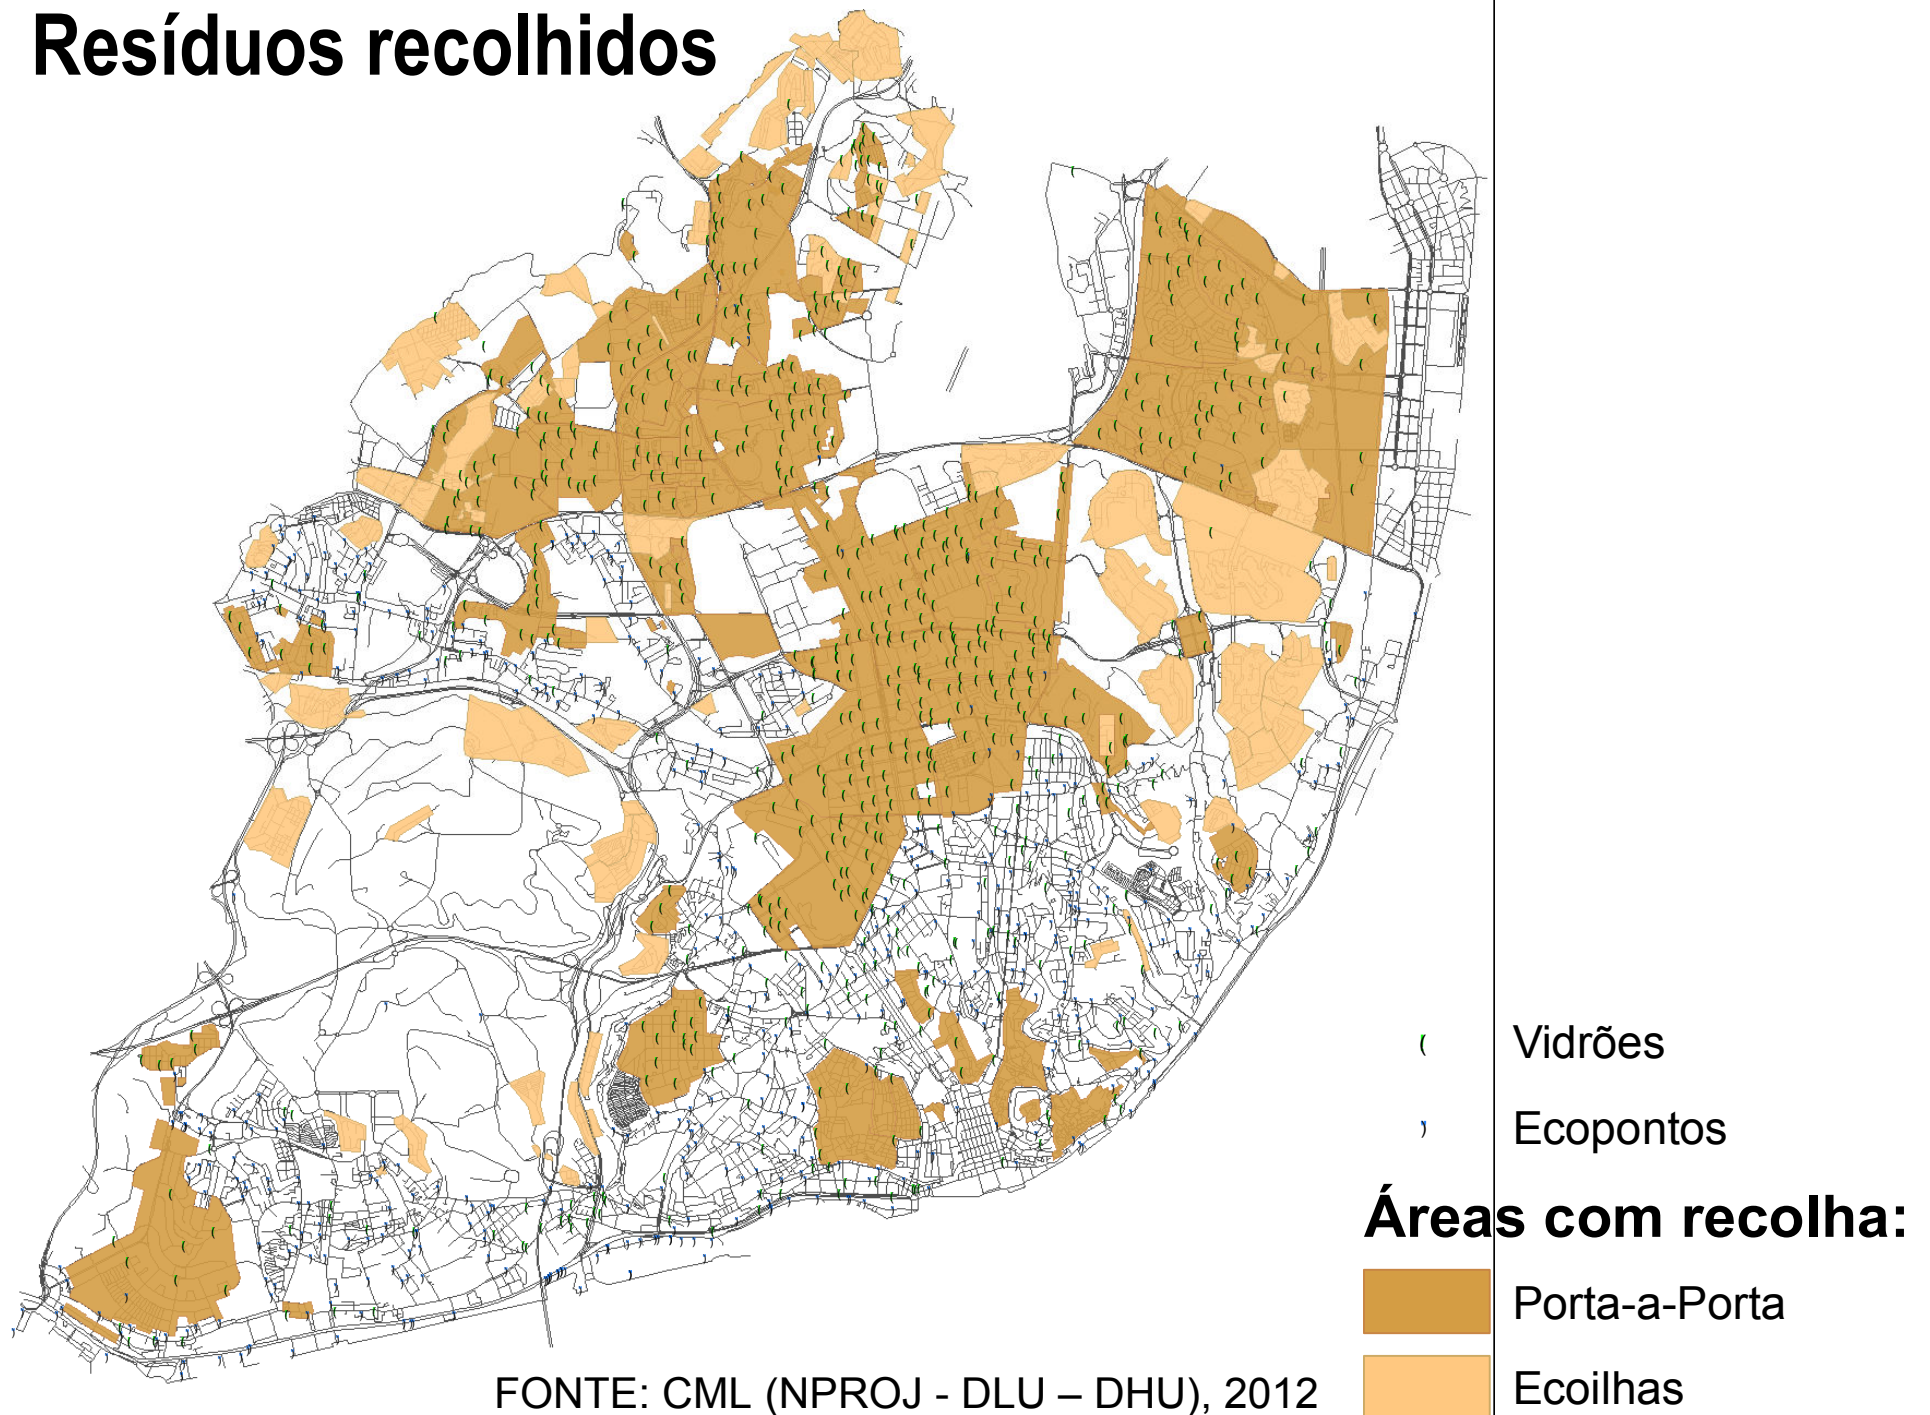 Resíduos recolhidos
Vidrões
Ecopontos
Áreas com recolha:
Porta-a-Porta
Ecoilhas
FONTE: CML (NPROJ - DLU – DHU), 2012